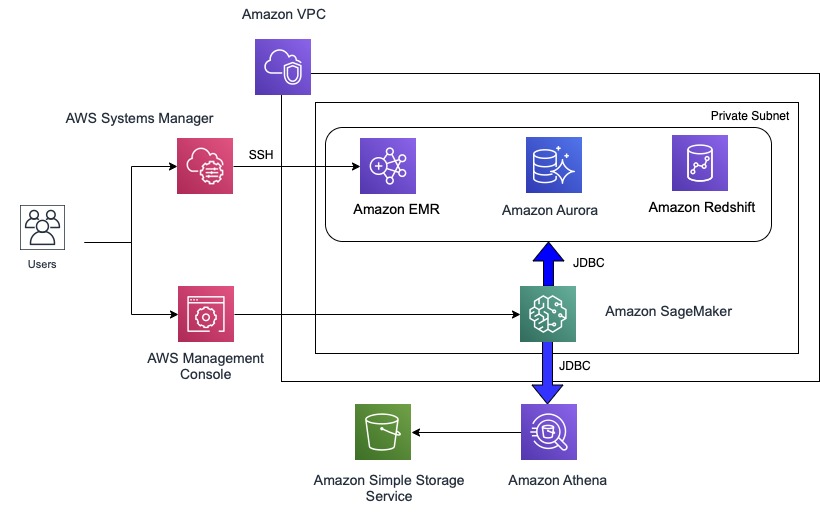 Amazon VPC
AWS Systems Manager
Private Subnet
SSH
Amazon EMR
Amazon Aurora
Amazon Redshift
Users
JDBC
Amazon SageMaker
AWS Management
Console
JDBC
Amazon Simple Storage
Service
Amazon Athena